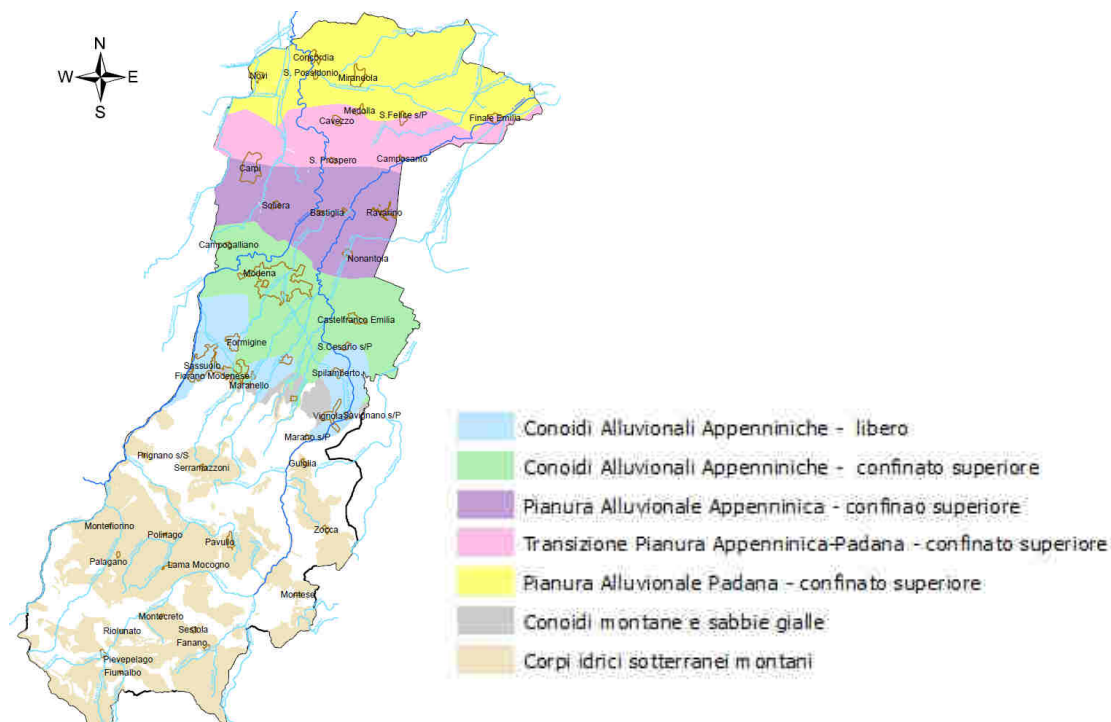 N
W E
S
Concordia
Novi
S. Possidonio
Mirandola
Medolla
S.Felice s/P
Cavezzo
Finale Emilia
S. Prospero
Camposanto
Carpi
Soliera
Bastiglia
Ravarino
Campogalliano
Nonantola
Modena
Castelfranco Emilia
Formigine
S.Cesario s/P
Sassuolo
Fiorano Modenese
Spilamberto
Maranello
Vignola
Savignano s/P
Marano s/P
Prignano s/S
Serramazzoni
Guiglia
Montefiorino
Polinago
Pavullo
Zocca
Palagano
Lama Mocogno
Montese
Montecreto
Riolunato
Sestola
Fanano
Pievepelago
Fiumalbo
Conoidi Alluvionali Appenniniche - libero
Conoidi Alluvionali Appenniniche - confinato superiore
Pianura Alluvionale Appenninica - confinao superiore
Transizione Pianura Appenninica-Padana - confinato superiore
Pianura Alluvionale Padana - confinato superiore
Conoidi montane e sabbie gialle
Corpi idrici sotterranei montani